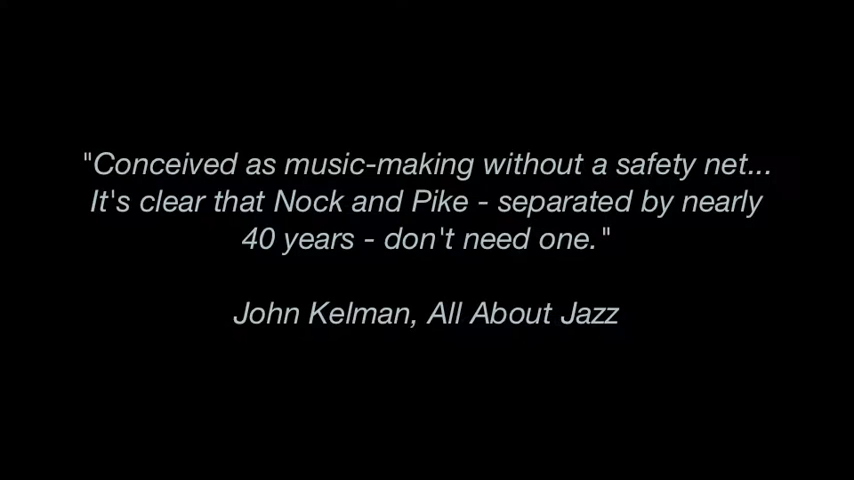 "Conceived as music-making without a safety net...
It's clear that Nock and Pike - separated by nearly
40 years - don't need one."
John Kelman, All About Jazz